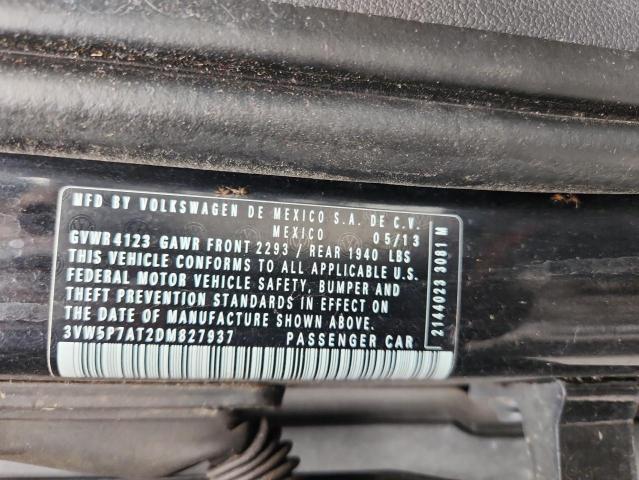 MFD BY VOLKSWAGEN DE MEXICO S.A. DE C.V.
MEXICO 05/13
GVWR 4123 GAWR FRONT 2293 / REAR 1940 LBS
THIS VEHICLE CONFORMS TO ALL APPLICABLE U.S.
FEDERAL MOTOR VEHICLE SAFETY, BUMPER AND
THEFT PREVENTION STANDARDS IN EFFECT ON
THE DATE OF MANUFACTURE SHOWN ABOVE.
3VW5P7AT2DM827937 PASSENGER CAR
2144023 3081 M